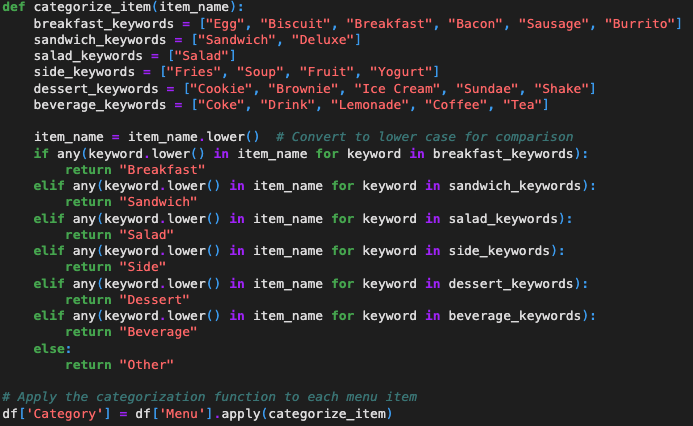 def categorize_item(item_name):
    breakfast_keywords = ["Egg", "Biscuit", "Breakfast", "Bacon", "Sausage", "Burrito"]
    sandwich_keywords = ["Sandwich", "Deluxe"]
    salad_keywords = ["Salad"]
    side_keywords = ["Fries", "Soup", "Fruit", "Yogurt"]
    dessert_keywords = ["Cookie", "Brownie", "Ice Cream", "Sundae", "Shake"]
    beverage_keywords = ["Coke", "Drink", "Lemonade", "Coffee", "Tea"]

    item_name = item_name.lower()  # Convert to lower case for comparison
    if any(keyword.lower() in item_name for keyword in breakfast_keywords):
        return "Breakfast"
    elif any(keyword.lower() in item_name for keyword in sandwich_keywords):
        return "Sandwich"
    elif any(keyword.lower() in item_name for keyword in salad_keywords):
        return "Salad"
    elif any(keyword.lower() in item_name for keyword in side_keywords):
        return "Side"
    elif any(keyword.lower() in item_name for keyword in dessert_keywords):
        return "Dessert"
    elif any(keyword.lower() in item_name for keyword in beverage_keywords):
        return "Beverage"
    else:
        return "Other"

# Apply the categorization function to each menu item
df['Category'] = df['Menu'].apply(categorize_item)